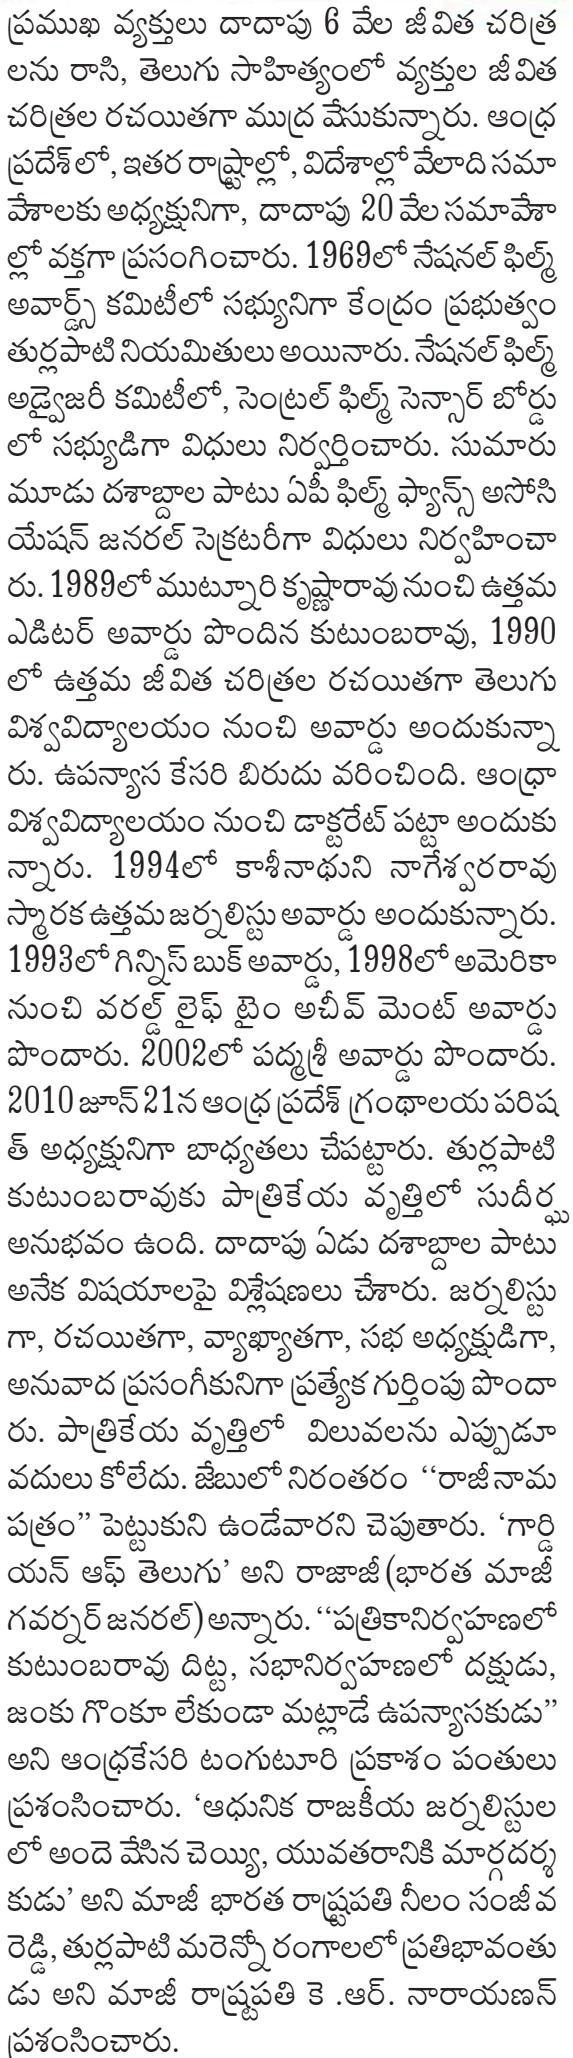 ప్రముఖ వ్యక్తులు దాదాపు 6 వేల జీవిత చరిత్ర
లను రాసి, తెలుగు సాహిత్యంలో వ్యక్తుల జీవిత
చరిత్రల రచయితగా ముద్ర వేసుకున్నారు. ఆంధ్ర
ప్రదేశ్‌లో, ఇతర రాష్ట్రాల్లో, విదేశాల్లో వేలాది సమా
వేశాలకు అధ్యక్షునిగా, దాదాపు 20 వేల సమావేశా
ల్లో వక్తగా ప్రసంగించారు. 1969లో నేషనల్ ఫిల్మ్
అవార్డ్స్ కమిటీలో సభ్యునిగా కేంద్రం ప్రభుత్వం
తుర్లపాటి నియమితులు అయినారు. నేషనల్ ఫిల్మ్
అడ్వైజరీ కమిటీలో, సెంట్రల్ ఫిల్మ్ సెన్సార్ బోర్డు
లో సభ్యుడిగా విధులు నిర్వర్తించారు. సుమారు
మూడు దశాబ్దాల పాటు ఏపీ ఫిల్మ్ ఫ్యాన్స్ అసోసి
యేషన్ జనరల్ సెక్రటరీగా విధులు నిర్వహించా
రు. 1989లో ముట్నూరి కృష్ణారావు నుంచి ఉత్తమ
ఎడిటర్ అవార్డు పొందిన కుటుంబరావు, 1990
లో ఉత్తమ జీవిత చరిత్రల రచయితగా తెలుగు
విశ్వవిద్యాలయం నుంచి అవార్డు అందుకున్నా
రు. ఉపన్యాస కేసరి బిరుదు వరించింది. ఆంధ్రా
విశ్వవిద్యాలయం నుంచి డాక్టరేట్ పట్టా అందుకు
న్నారు. 1994లో కాశీనాథుని నాగేశ్వరరావు
స్మారక ఉత్తమ జర్నలిస్టు అవార్డు అందుకున్నారు.
1993లో గిన్నిస్ బుక్ అవార్డు, 1998లో అమెరికా
నుంచి వరల్డ్ లైఫ్ టైం అచీవ్ మెంట్ అవార్డు
పొందారు. 2002లో పద్మశ్రీ అవార్డు పొందారు.
2010 జూన్ 21న ఆంధ్ర ప్రదేశ్ గ్రంథాలయ పరిష
త్ అధ్యక్షునిగా బాధ్యతలు చేపట్టారు. తుర్లపాటి
కుటుంబరావుకు పాత్రికేయ వృత్తిలో సుదీర్ఘ
అనుభవం ఉంది. దాదాపు ఏడు దశాబ్దాల పాటు
అనేక విషయాలపై విశ్లేషణలు చేశారు. జర్నలిస్టు
గా, రచయితగా, వ్యాఖ్యాతగా, సభ అధ్యక్షుడిగా,
అనువాద ప్రసంగీకునిగా ప్రత్యేక గుర్తింపు పొందా
రు. పాత్రికేయ వృత్తిలో విలువలను ఎప్పుడూ
వదులు కోలేదు. జేబులో నిరంతరం ‘‘రాజీనామ
పత్రం’’ పెట్టుకుని ఉండేవారని చెపుతారు. ‘గార్డి
యన్ ఆఫ్ తెలుగు’ అని రాజాజీ (భారత మాజీ
గవర్నర్ జనరల్) అన్నారు. ‘‘పత్రికానిర్వహణలో
కుటుంబరావు దిట్ట, సభానిర్వహణలో దక్షుడు,
జంకు గొంకూ లేకుండా మట్లాడే ఉపన్యాసకుడు’’
అని ఆంధ్రకేసరి టంగుటూరి ప్రకాశం పంతులు
ప్రశంసించారు. ‘ఆధునిక రాజకీయ జర్నలిస్టుల
లో అందె వేసిన చెయ్యి, యువతరానికి మార్గదర్శ
కుడు’ అని మాజీ భారత రాష్ట్రపతి నీలం సంజీవ
రెడ్డి, తుర్లపాటి మరెన్నో రంగాలలో ప్రతిభావంతు
డు అని మాజీ రాష్ట్రపతి కె .ఆర్. నారాయణన్
ప్రశంసించారు.